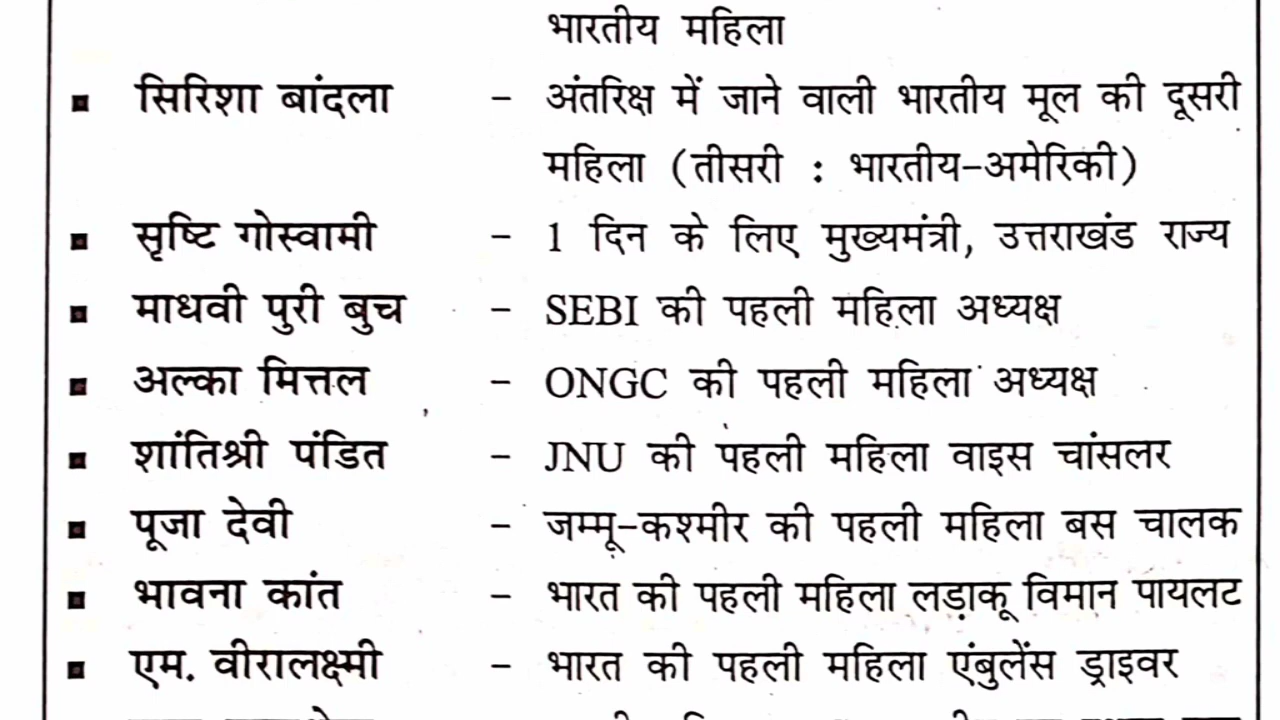 भारतीय महिला
▪ सिरिशा बांदला - अंतरिक्ष में जाने वाली भारतीय मूल की दूसरी
महिला (तीसरी : भारतीय-अमेरिकी)
▪ सृष्टि गोस्वामी - 1 दिन के लिए मुख्यमंत्री, उत्तराखंड राज्य
▪ माधवी पुरी बुच - SEBI की पहली महिला अध्यक्ष
▪ अल्का मित्तल - ONGC की पहली महिला अध्यक्ष
▪ शांतिश्री पंडित - JNU की पहली महिला वाइस चांसलर
▪ पूजा देवी - जम्मू-कश्मीर की पहली महिला बस चालक
▪ भावना कांत - भारत की पहली महिला लड़ाकू विमान पायलट
▪ एम. वीरालक्ष्मी - भारत की पहली महिला एंबुलेंस ड्राइवर